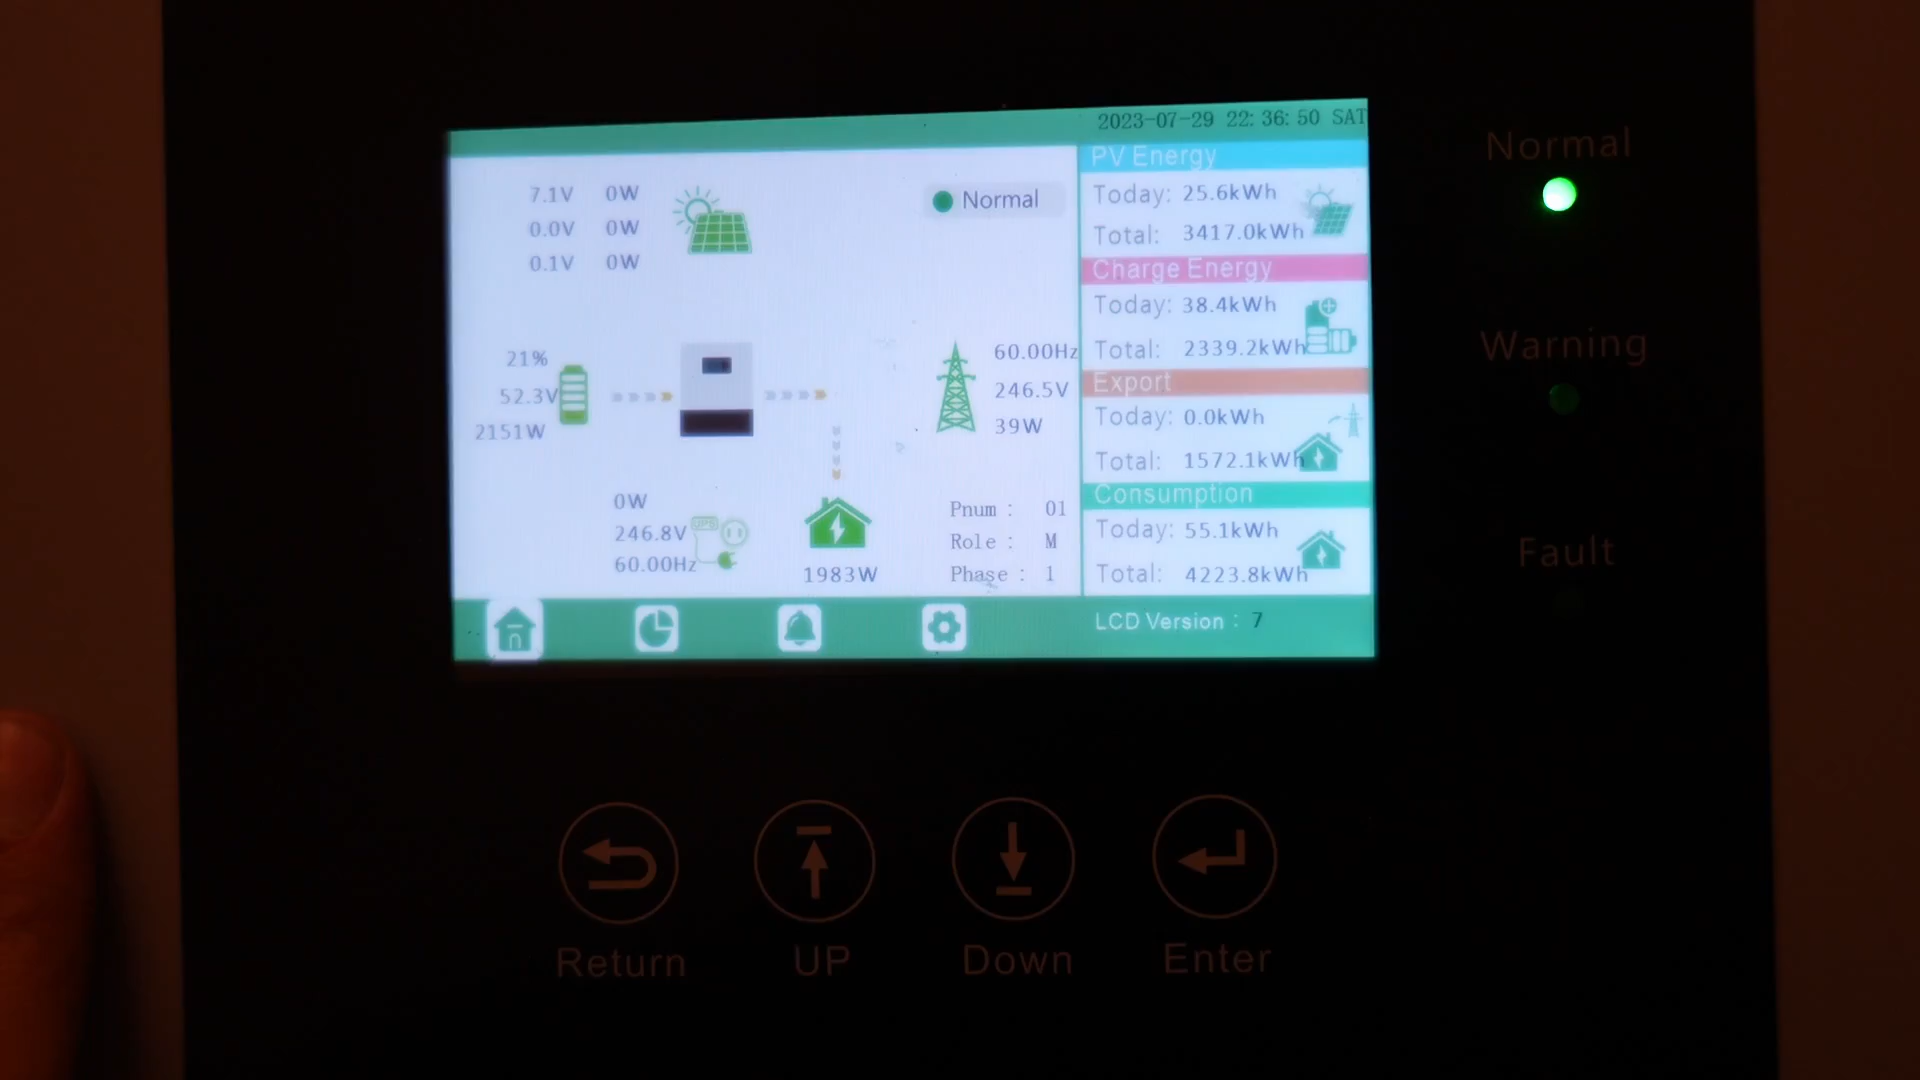 2023-07-29 22:36:50 SAT
7.1V 0W
0.0V 0W
0.1V 0W
Normal
21%
52.3V
2151W
60.00Hz
246.5V
39W
0W
246.8V
60.00Hz
UPS
1983W
Pnum : 01
Role : M
Phase : 1
PV Energy
Today: 25.6kWh
Total: 3417.0kWh
Charge Energy
Today: 38.4kWh
Total: 2339.2kWh
Export
Today: 0.0kWh
Total: 1572.1kWh
Consumption
Today: 55.1kWh
Total: 4223.8kWh
LCD Version : 7
Normal
Warning
Fault
Return
UP
Down
Enter